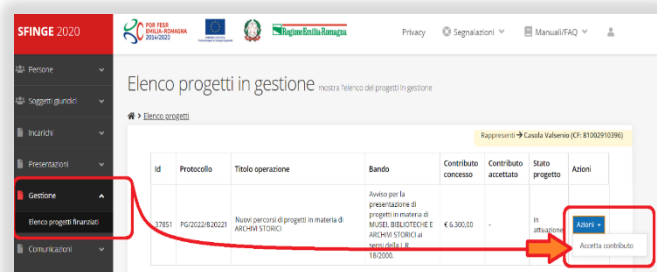 SFINGE 2020
POR FESR
EMILIA-ROMAGNA
2014/2020
Regione Emilia-Romagna
Privacy
Segnalazioni
Manuali/FAQ
Persone
Soggetti giuridici
Incarichi
Presentazioni
Gestione
Elenco progetti finanziati
Comunicazioni
Elenco progetti in gestione mostra l'elenco dei progetti in gestione
> Elenco progetti
Rappresenti → Casola Valsenio (CF: 81002910396)
Id Protocollo Titolo operazione Bando Contributo concesso Contributo accettato Stato progetto Azioni
37851 PG/2022/820221 Nuovi percorsi di progetti in materia di ARCHIVI STORICI
Avviso per la
presentazione di
progetti in materia di
MUSEI, BIBLIOTECHE E
ARCHIVI STORICI ai
sensi della L.R.
18/2000.
€ 6.300,00 - In attuazione Azioni
Accetta contributo